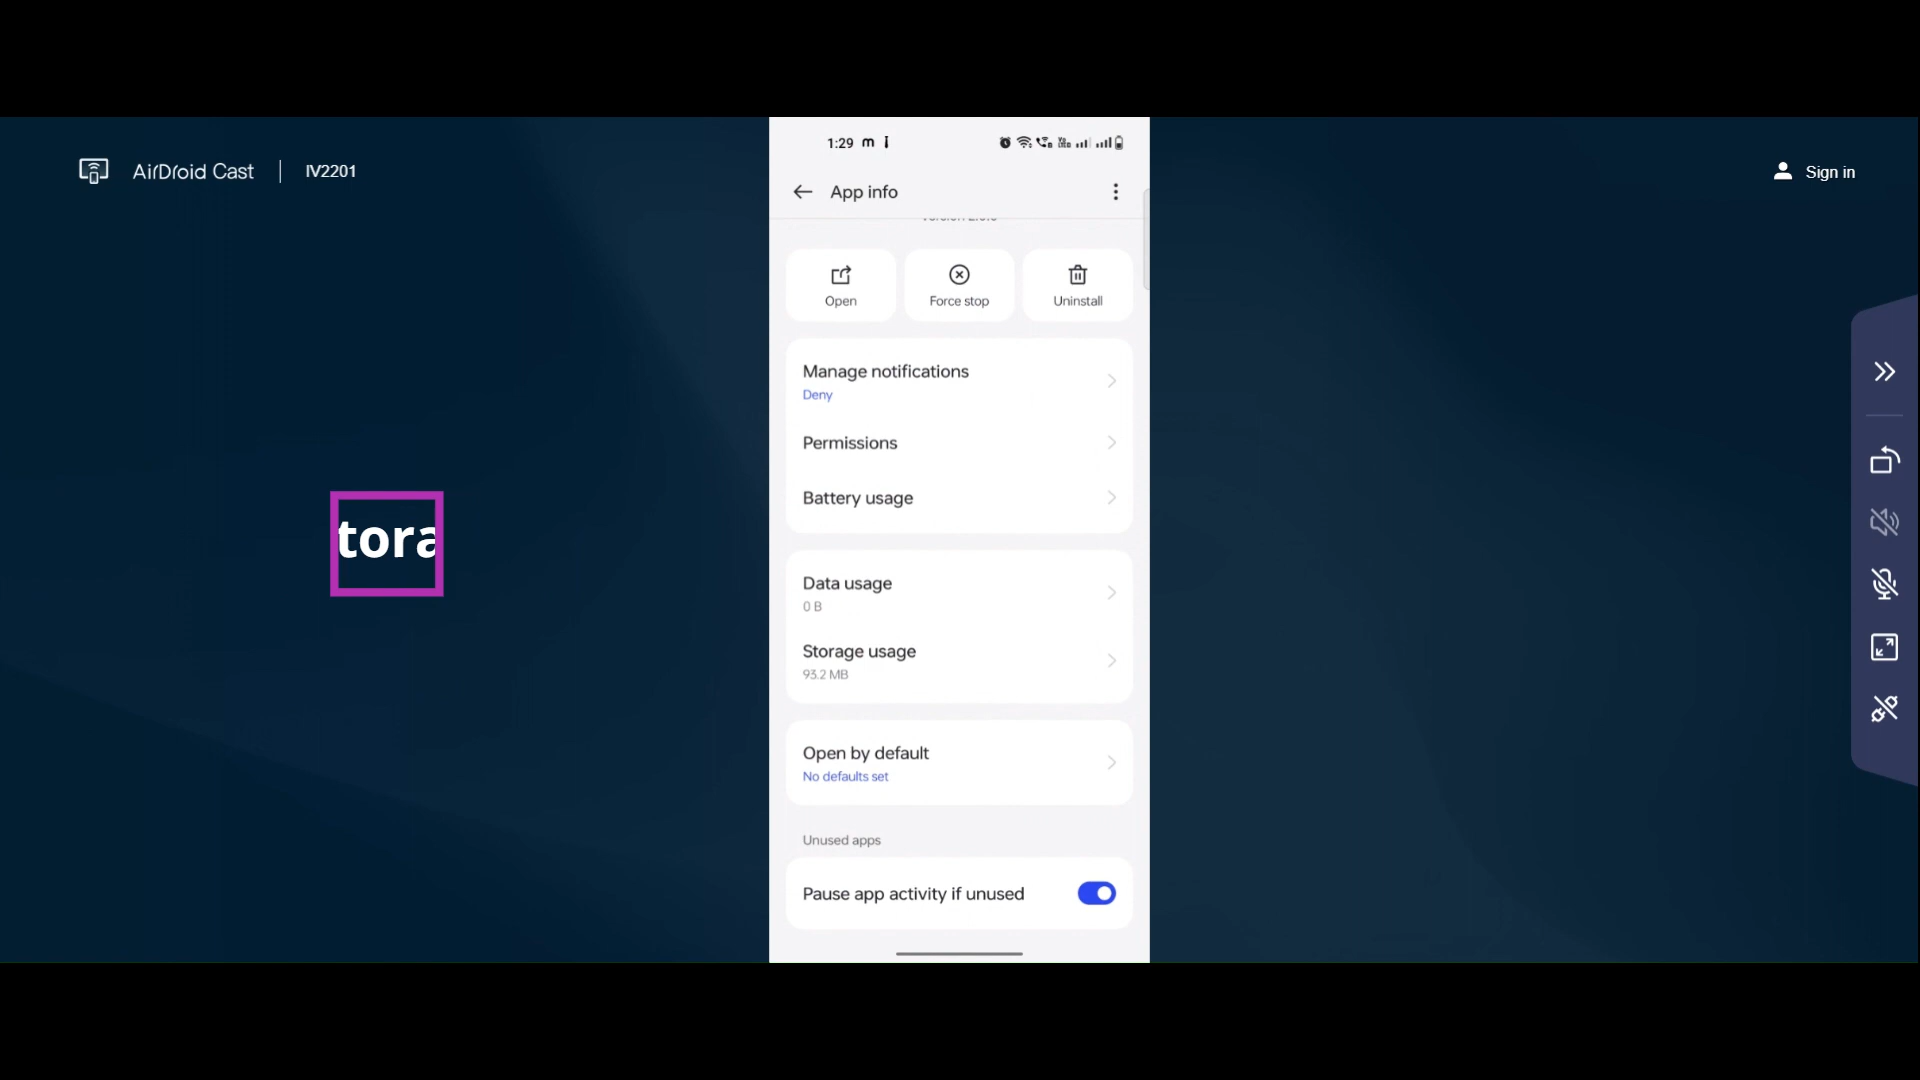 AirDroid Cast
IV2201
Sign in
1:29
App info
Open
Force stop
Uninstall
Manage notifications
Deny
Permissions
Battery usage
Data usage
0 B
Storage usage
93.2 MB
Open by default
No defaults set
Unused apps
Pause app activity if unused
tora